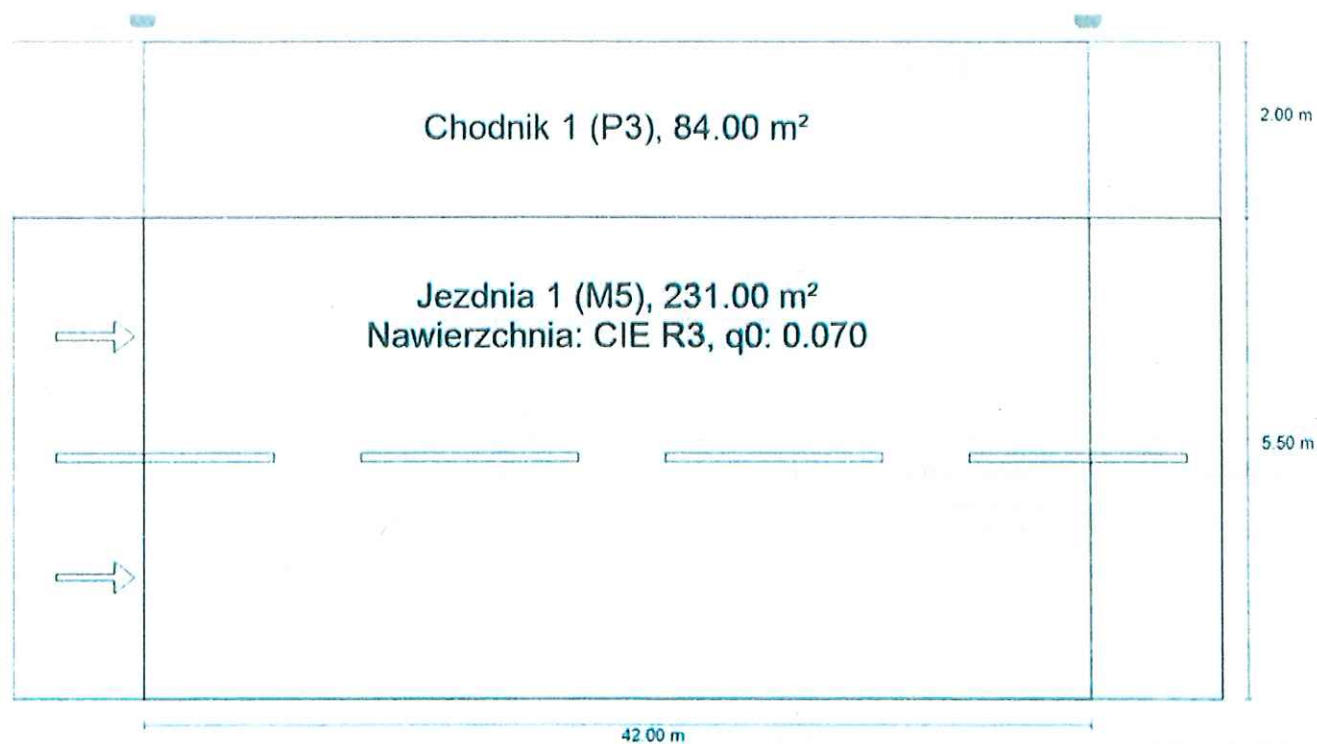 Chodnik 1 (P3), 84.00 m²
2.00 m
Jezdnia 1 (M5), 231.00 m²
Nawierzchnia: CIE R3, q0: 0.070
5.50 m
42.00 m